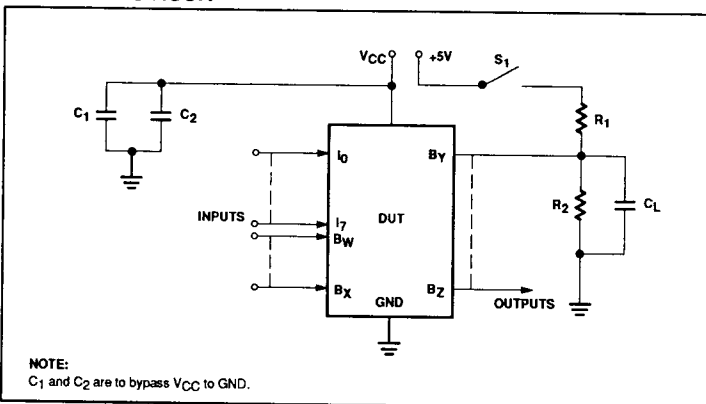 VCC
+5V
S1
C1
C2
R1
I0
BY
R2
CL
INPUTS
I7
DUT
BW
BX
GND
BZ
OUTPUTS
NOTE:
C1 and C2 are to bypass VCC to GND.